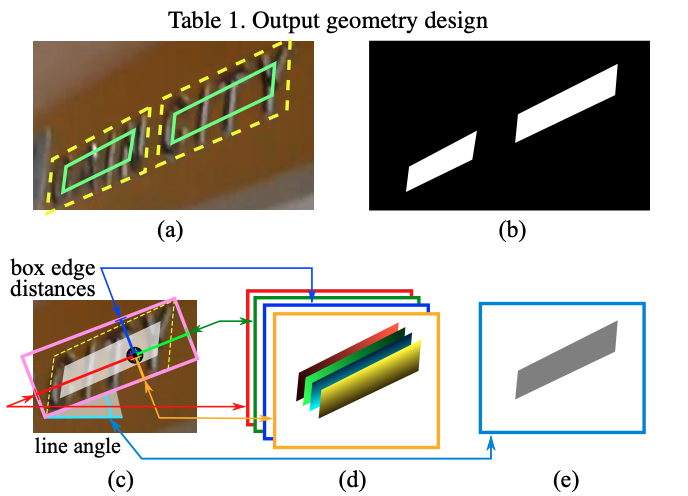 Table 1. Output geometry design
(a)
(b)
box edge
distances
line angle
(c)
(d)
(e)